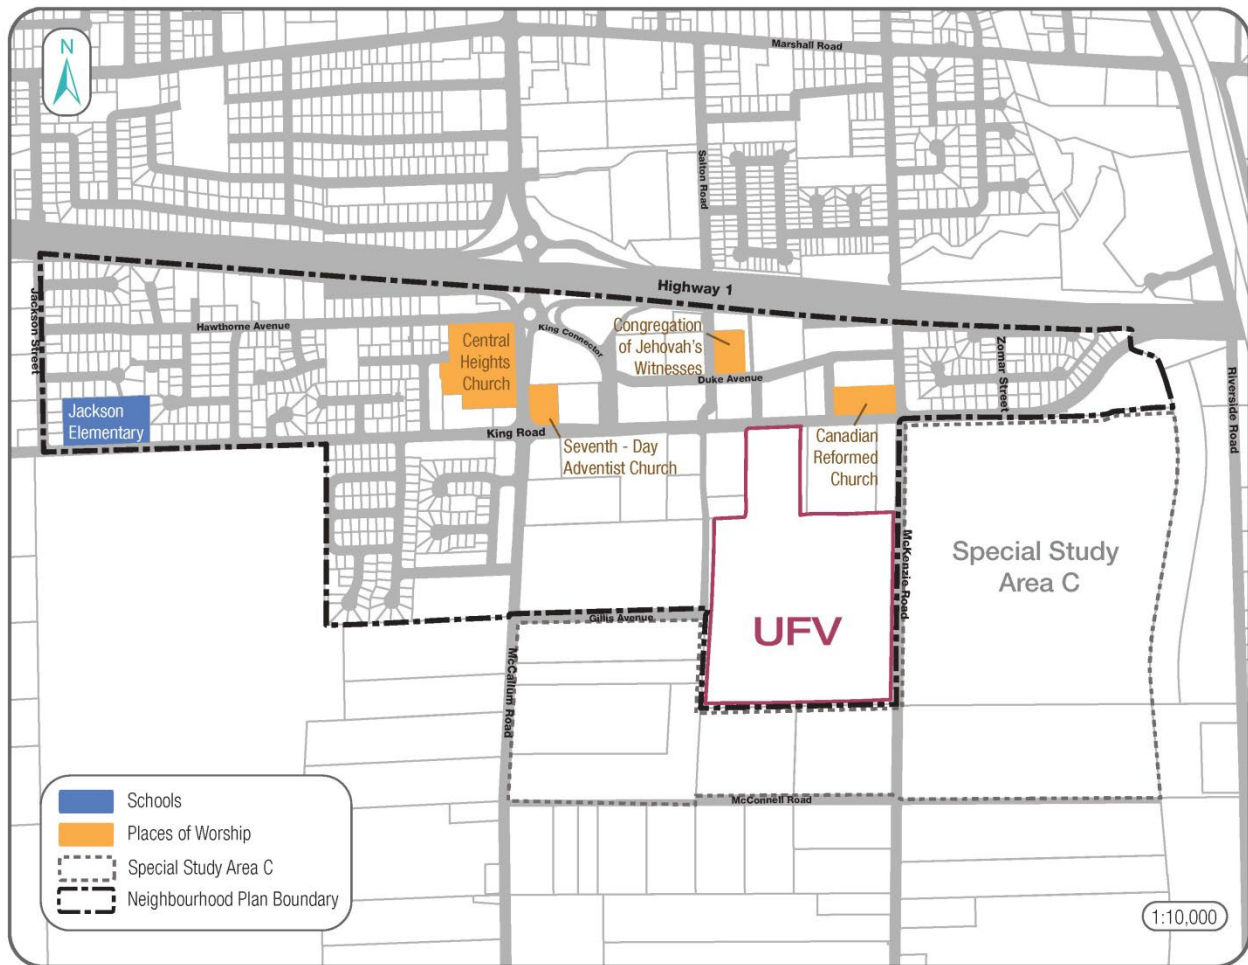 N
Marshall Road
Salton Road
Highway 1
Jackson Street
Hawthorne Avenue
King Connector
Central
Heights
Church
Congregation
of Jehovah's
Witnesses
Duke Avenue
Zomar Street
Riverside Road
Jackson
Elementary
King Road
Seventh - Day
Adventist Church
Canadian
Reformed
Church
McKenzie Road
Special Study
Area C
UFV
Gillis Avenue
McCallum Road
McConnell Road
Schools
Places of Worship
Special Study Area C
Neighbourhood Plan Boundary
1:10,000